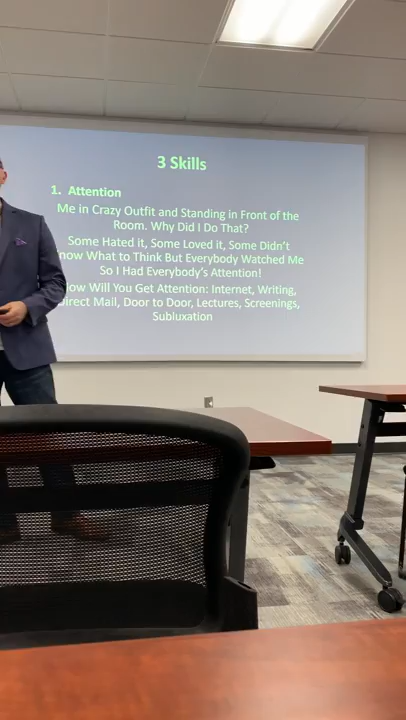 3 Skills
1. Attention
Me in Crazy Outfit and Standing in Front of the
Room. Why Did I Do That?
Some Hated it, Some Loved it, Some Didn't
now What to Think But Everybody Watched Me
So I Had Everybody's Attention!
ow Will You Get Attention: Internet, Writing,
Direct Mail, Door to Door, Lectures, Screenings,
Subluxation